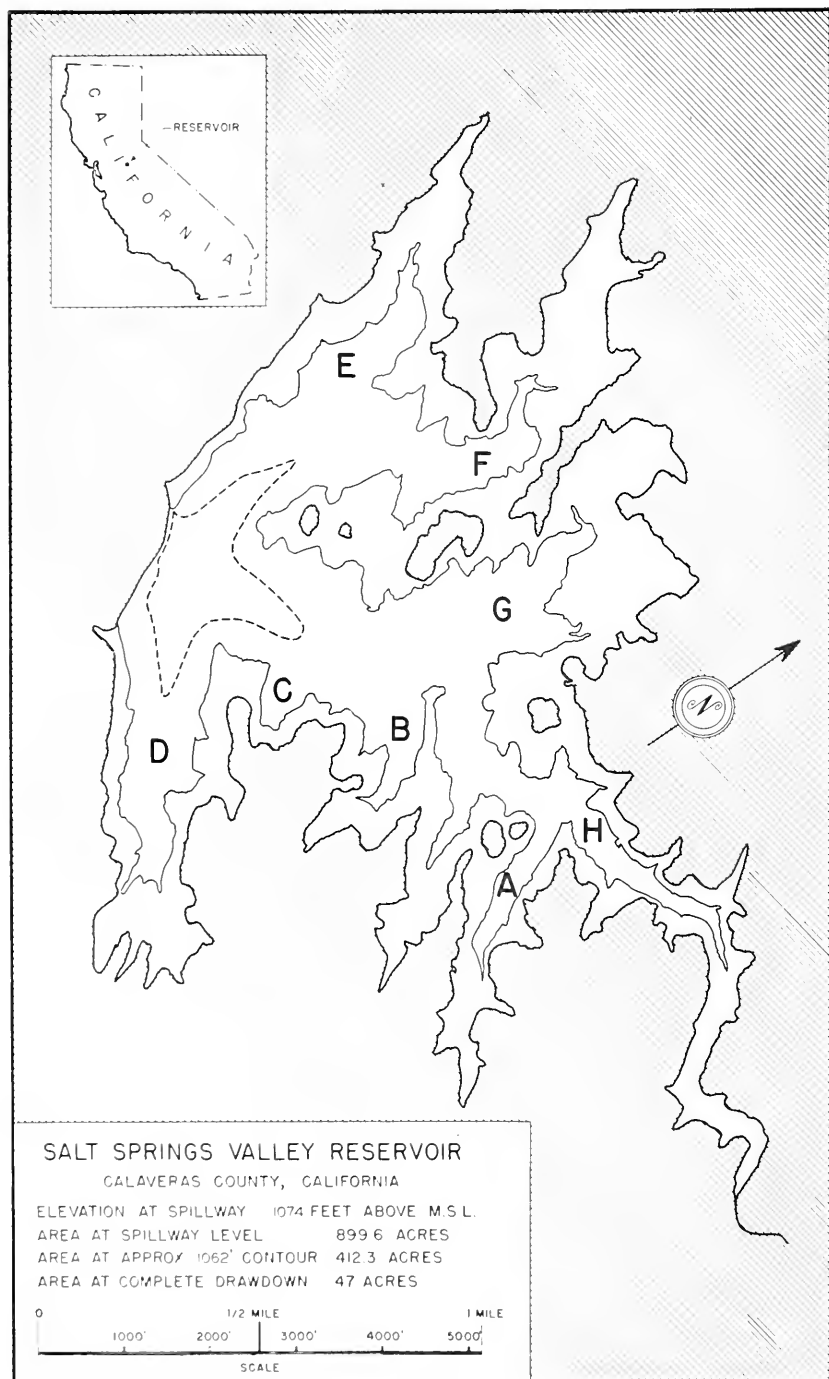 CALIFORNIA
RESERVOIR
E
F
G
C
B
D
H
A
N
SALT SPRINGS VALLEY RESERVOIR
CALAVERAS COUNTY, CALIFORNIA
ELEVATION AT SPILLWAY 1074 FEET ABOVE M.S.L.
AREA AT SPILLWAY LEVEL 899.6 ACRES
AREA AT APPROX 1062' CONTOUR 412.3 ACRES
AREA AT COMPLETE DRAWDOWN 47 ACRES
0 1/2 MILE 1 MILE
1000' 2000' 3000' 4000' 5000'
SCALE